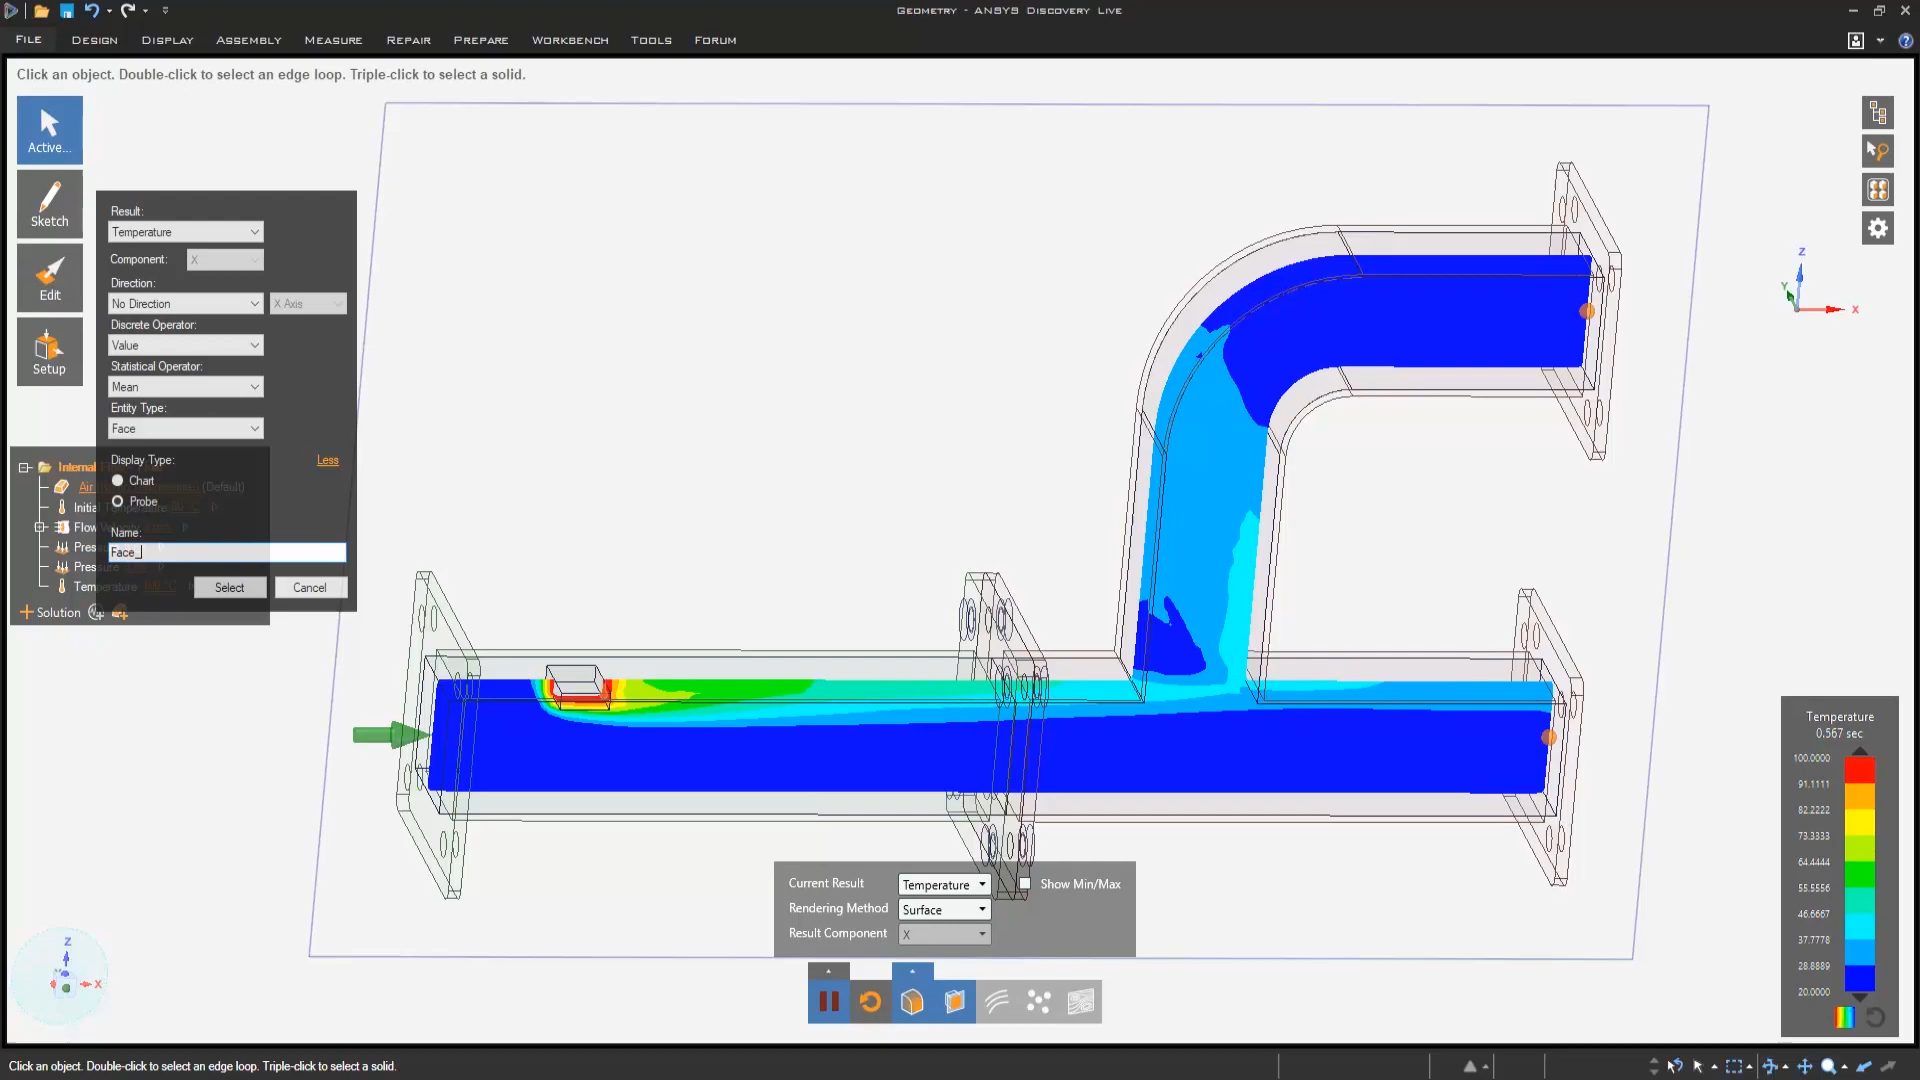 Geometry - ANSYS Discovery Live
File Design Display Assembly Measure Repair Prepare Workbench Tools Forum
Click an object. Double-click to select an edge loop. Triple-click to select a solid.
Active...
Sketch
Edit
Setup
Result:
Temperature
Component: X
Direction:
No Direction X Axis
Discrete Operator:
Value
Statistical Operator:
Mean
Entity Type:
Face
Display Type: Less
Chart
Probe
Name:
Face_
Select Cancel
Internal
Air (Default)
Initial Temperature
Flow Velocity
Pressure
Pressure
Temperature 100 °C
Solution
Z
Y
X
Temperature
0.567 sec
100.0000
91.1111
82.2222
73.3333
64.4444
55.5556
46.6667
37.7778
28.8889
20.0000
Current Result Temperature Show Min/Max
Rendering Method Surface
Result Component X
Z
X
Click an object. Double-click to select an edge loop. Triple-click to select a solid.